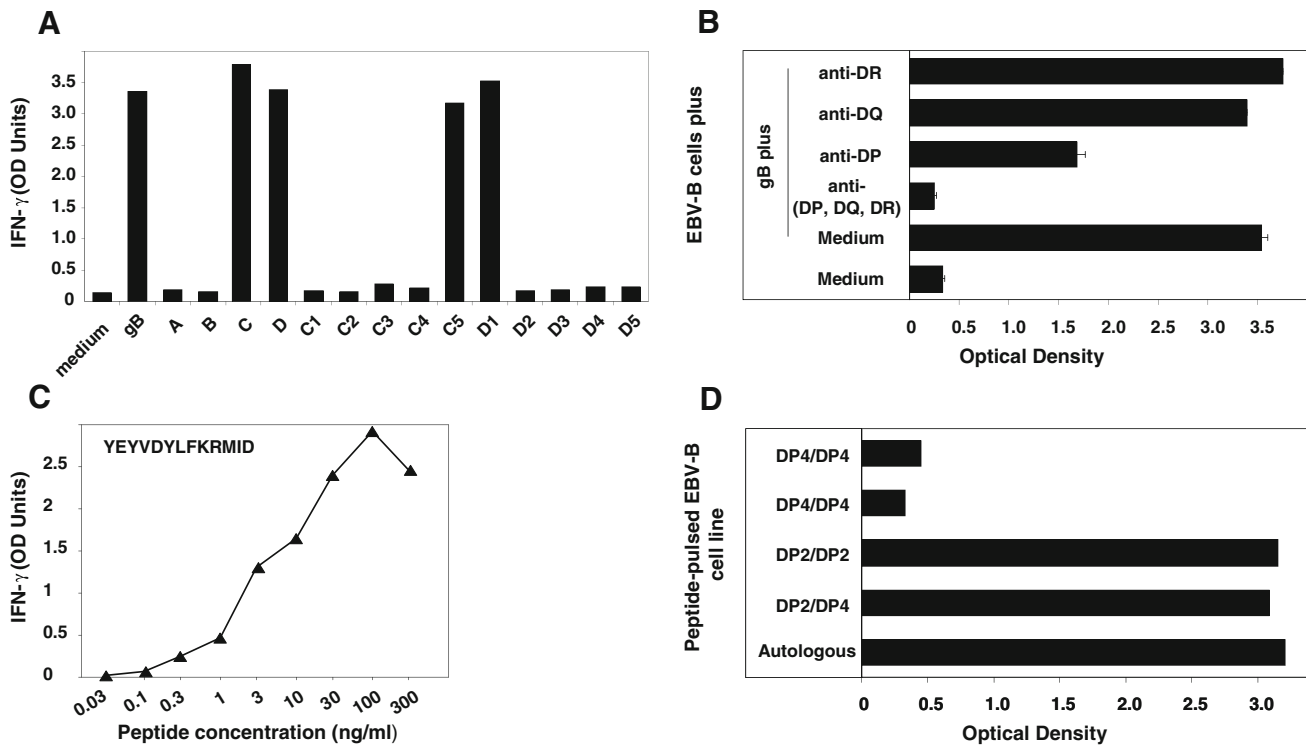 A
IFN-γ (OD Units)
3.5
3.0
2.5
2.0
1.5
1.0
0.5
0
medium
gB
A
B
C
D
C1
C2
C3
C4
C5
D1
D2
D3
D4
D5
B
EBV-B cells plus
gB plus
anti-DR
anti-DQ
anti-DP
anti-
(DP, DQ, DR)
Medium
Medium
0 0.5 1.0 1.5 2.0 2.5 3.0 3.5
Optical Density
C
YEYVDYLFKRMID
IFN-γ (OD Units)
2.5
2
1.5
1
0.5
0
0.03 0.1 0.3 1 3 10 30 100 300
Peptide concentration (ng/ml)
D
Peptide-pulsed EBV-B
cell line
DP4/DP4
DP4/DP4
DP2/DP2
DP2/DP4
Autologous
0 0.5 1.0 1.5 2.0 2.5 3.0
Optical Density